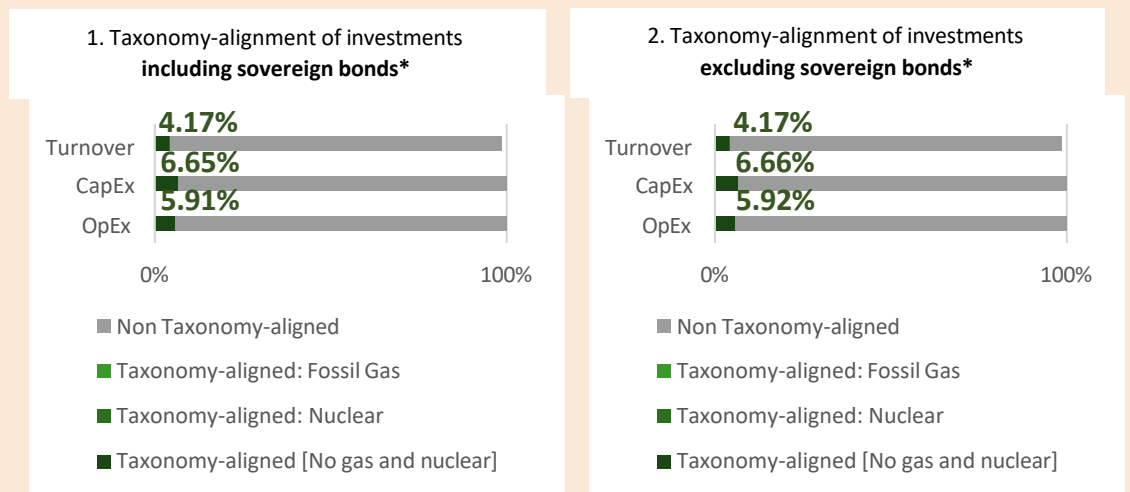 1. Taxonomy-alignment of investments
including sovereign bonds*
4.17%
Turnover
6.65%
CapEx
5.91%
OpEx
0%
100%
Non Taxonomy-aligned
Taxonomy-aligned: Fossil Gas
Taxonomy-aligned: Nuclear
Taxonomy-aligned [No gas and nuclear]
2. Taxonomy-alignment of investments
excluding sovereign bonds*
4.17%
Turnover
6.66%
CapEx
5.92%
OpEx
0%
100%
Non Taxonomy-aligned
Taxonomy-aligned: Fossil Gas
Taxonomy-aligned: Nuclear
Taxonomy-aligned [No gas and nuclear]